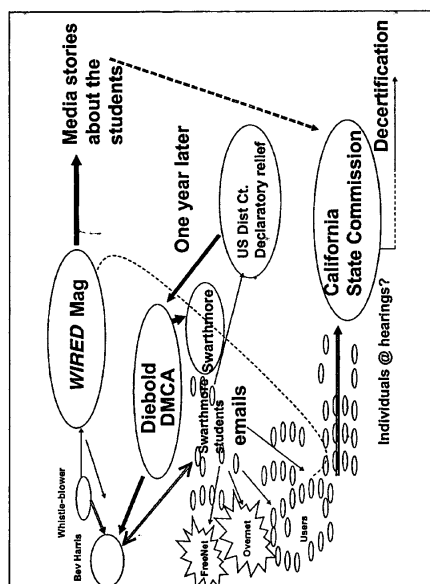 Whistle-blower
Bev Harris
WIRED Mag
Media stories
about the
students
Diebold
DMCA
One year later
Swarthmore
US Dist Ct.
Declaratory relief
Swarthmore
students
emails
FreeNet
Overnet
Users
California
State Commission
Individuals @ hearings?
Decertification